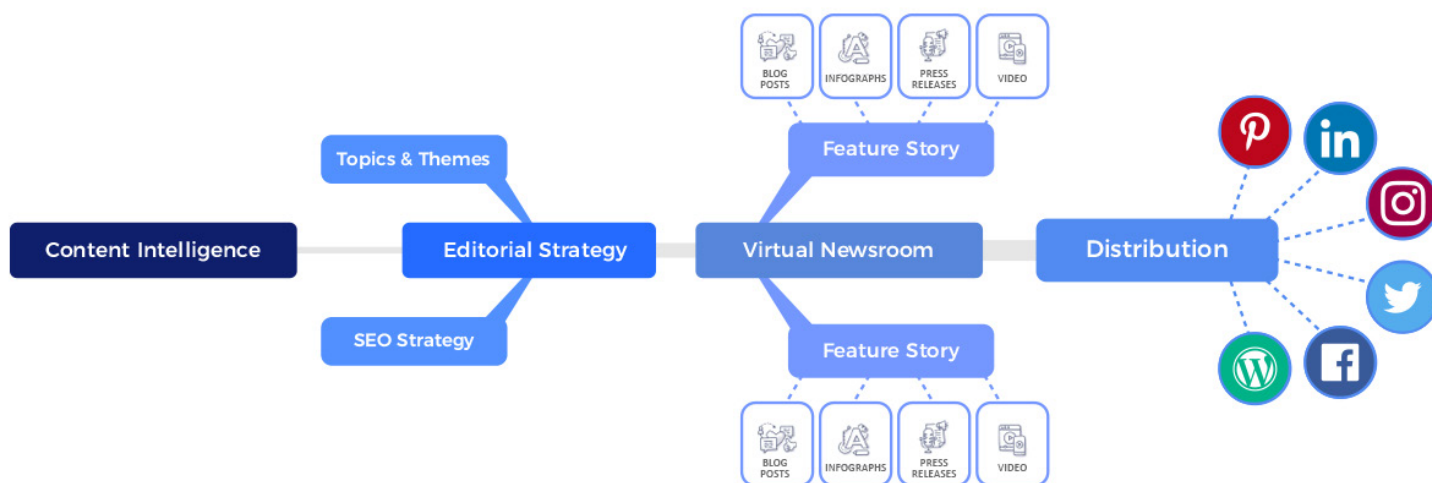 BLOG
POSTS
INFOGRAPHS
PRESS
RELEASES
VIDEO
Feature Story
Topics & Themes
Content Intelligence
Editorial Strategy
Virtual Newsroom
Distribution
SEO Strategy
Feature Story
BLOG
POSTS
INFOGRAPHS
PRESS
RELEASES
VIDEO
in